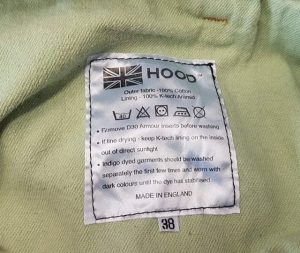 HOOD
Outer fabric -100% Cotton
Lining - 100% K-tech Aramid
• Remove D3O Armour inserts before washing
• If line drying - keep K-tech lining on the inside
out of direct sunlight
• Indigo dyed garments should be washed
separately the first few times and worn with
dark colours until the dye has stabilised
MADE IN ENGLAND
38